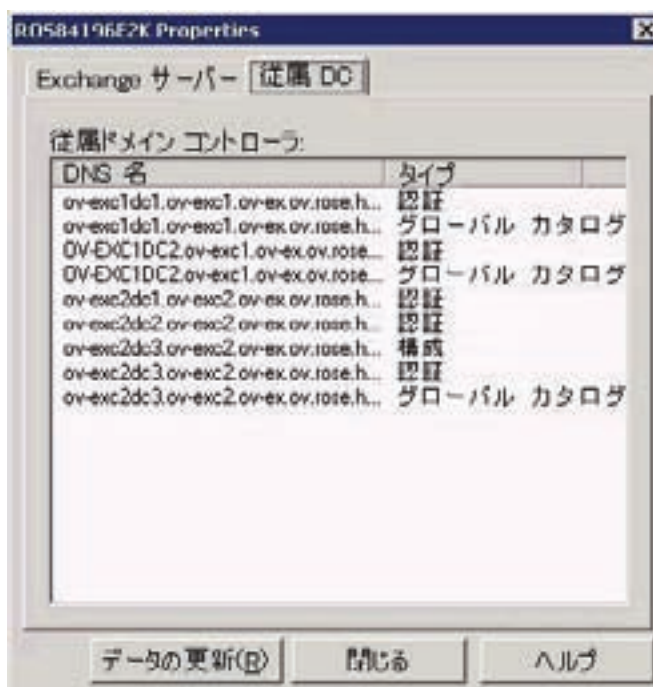 RO584196E2K Properties
Exchange サーバー 従属 DC
従属ドメイン コントローラ:
DNS 名 タイプ
ov-exc1dc1.ov-exc1.ov-ex.ov.rose.h... 認証
ov-exc1dc1.ov-exc1.ov-ex.ov.rose.h... グローバル カタログ
OV-EXC1DC2.ov-exc1.ov-ex.ov.rose... 認証
OV-EXC1DC2.ov-exc1.ov-ex.ov.rose... グローバル カタログ
ov-exc2dc1.ov-exc2.ov-ex.ov.rose.h... 認証
ov-exc2dc2.ov-exc2.ov-ex.ov.rose.h... 認証
ov-exc2dc3.ov-exc2.ov-ex.ov.rose.h... 構成
ov-exc2dc3.ov-exc2.ov-ex.ov.rose.h... 認証
ov-exc2dc3.ov-exc2.ov-ex.ov.rose.h... グローバル カタログ
データの更新(R) 閉じる ヘルプ